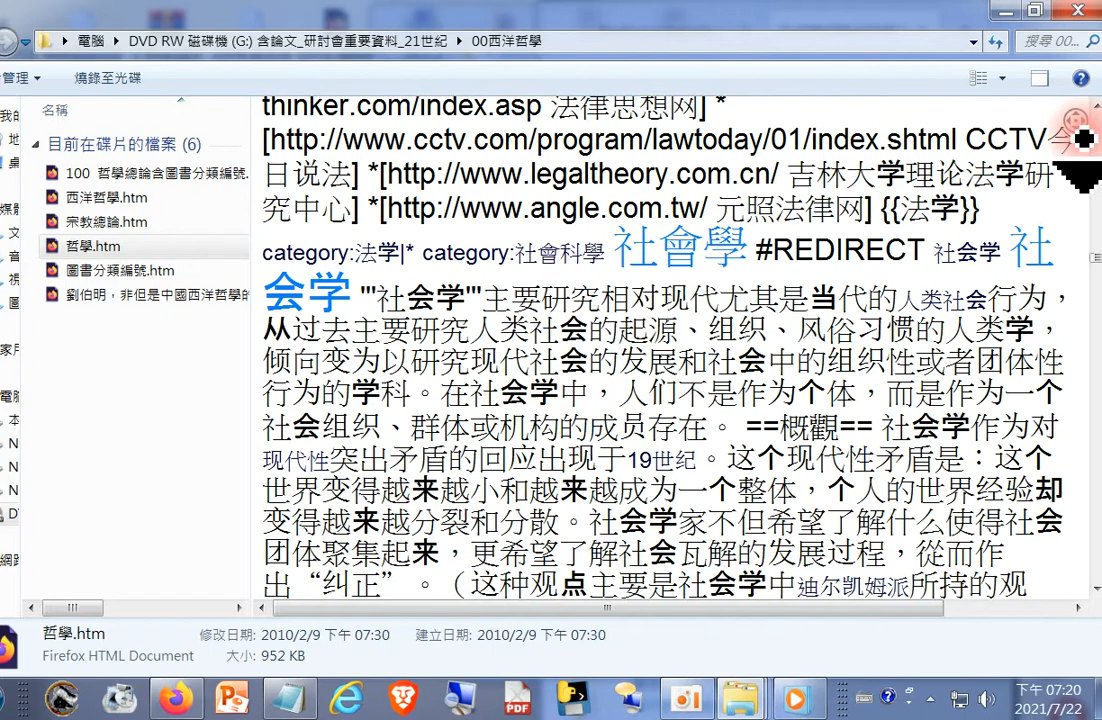 電腦 ▸ DVD RW 磁碟機 (G:) 含論文_研討會重要資料_21世紀 ▸ 00西洋哲學
搜尋 00...
管理 燒錄至光碟
名稱
目前在碟片的檔案 (6)
100 哲學總論含圖書分類編號.
西洋哲學.htm
宗教總論.htm
哲學.htm
圖書分類編號.htm
劉伯明，非但是中國西洋哲學的
thinker.com/index.asp 法律思想网] *
[http://www.cctv.com/program/lawtoday/01/index.shtml CCTV今
日说法] *[http://www.legaltheory.com.cn/ 吉林大学理论法学研
究中心] *[http://www.angle.com.tw/ 元照法律网] {{法学}}
category:法学|* category:社會科學 社會學 #REDIRECT 社会学 社
会学 '''社会学'''主要研究相对现代尤其是当代的人类社会行为，
从过去主要研究人类社会的起源、组织、风俗习惯的人类学，
倾向变为以研究现代社会的发展和社会中的组织性或者团体性
行为的学科。在社会学中，人们不是作为个体，而是作为一个
社会组织、群体或机构的成员存在。 ==概觀== 社会学作为对
现代性突出矛盾的回应出现于19世纪。这个现代性矛盾是：这个
世界变得越来越小和越来越成为一个整体，个人的世界经验却
变得越来越分裂和分散。社会学家不但希望了解什么使得社会
团体聚集起来，更希望了解社会瓦解的发展过程，從而作
出“纠正”。（这种观点主要是社会学中迪尔凯姆派所持的观
哲學.htm 修改日期: 2010/2/9 下午 07:30 建立日期: 2010/2/9 下午 07:30
Firefox HTML Document 大小: 952 KB
PDF
下午 07:20
2021/7/22